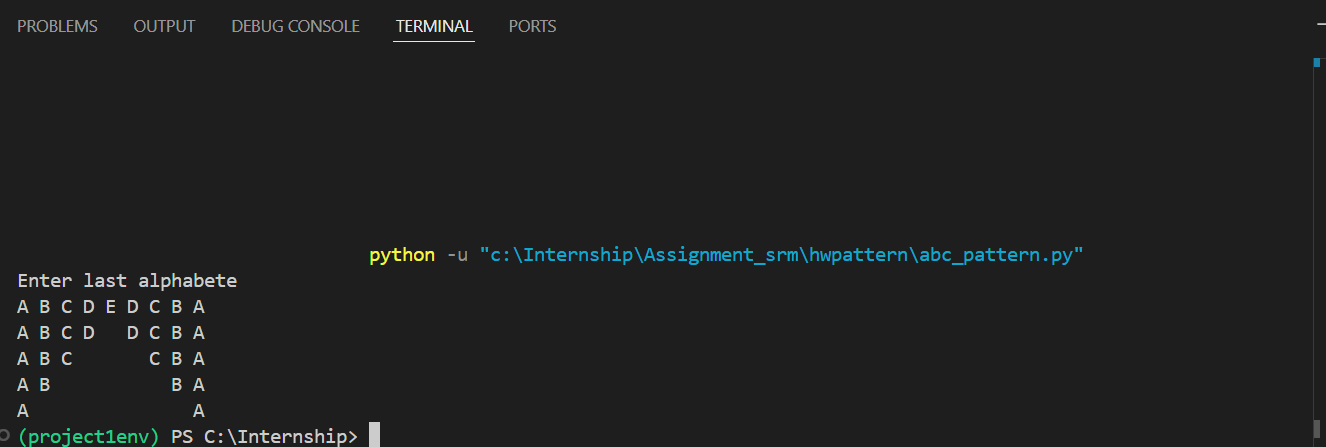 PROBLEMS OUTPUT DEBUG CONSOLE TERMINAL PORTS
python -u "c:\Internship\Assignment_srm\hwpattern\abc_pattern.py"
Enter last alphabete
A B C D E D C B A
A B C D   D C B A
A B C       C B A
A B           B A
A               A
(project1env) PS C:\Internship>